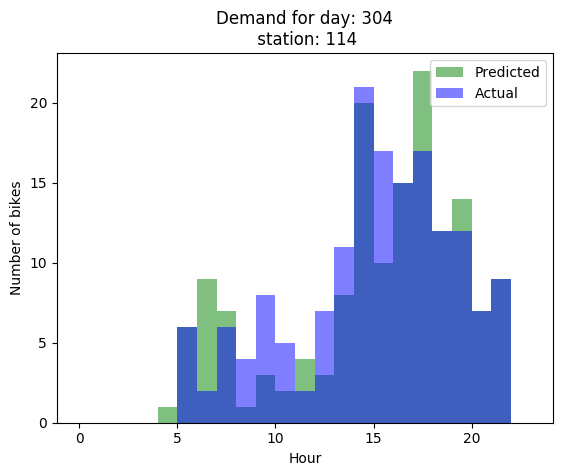 Demand for day: 304
station: 114
Predicted
Actual
Number of bikes
20
15
10
5
0
0
5
10
15
20
Hour